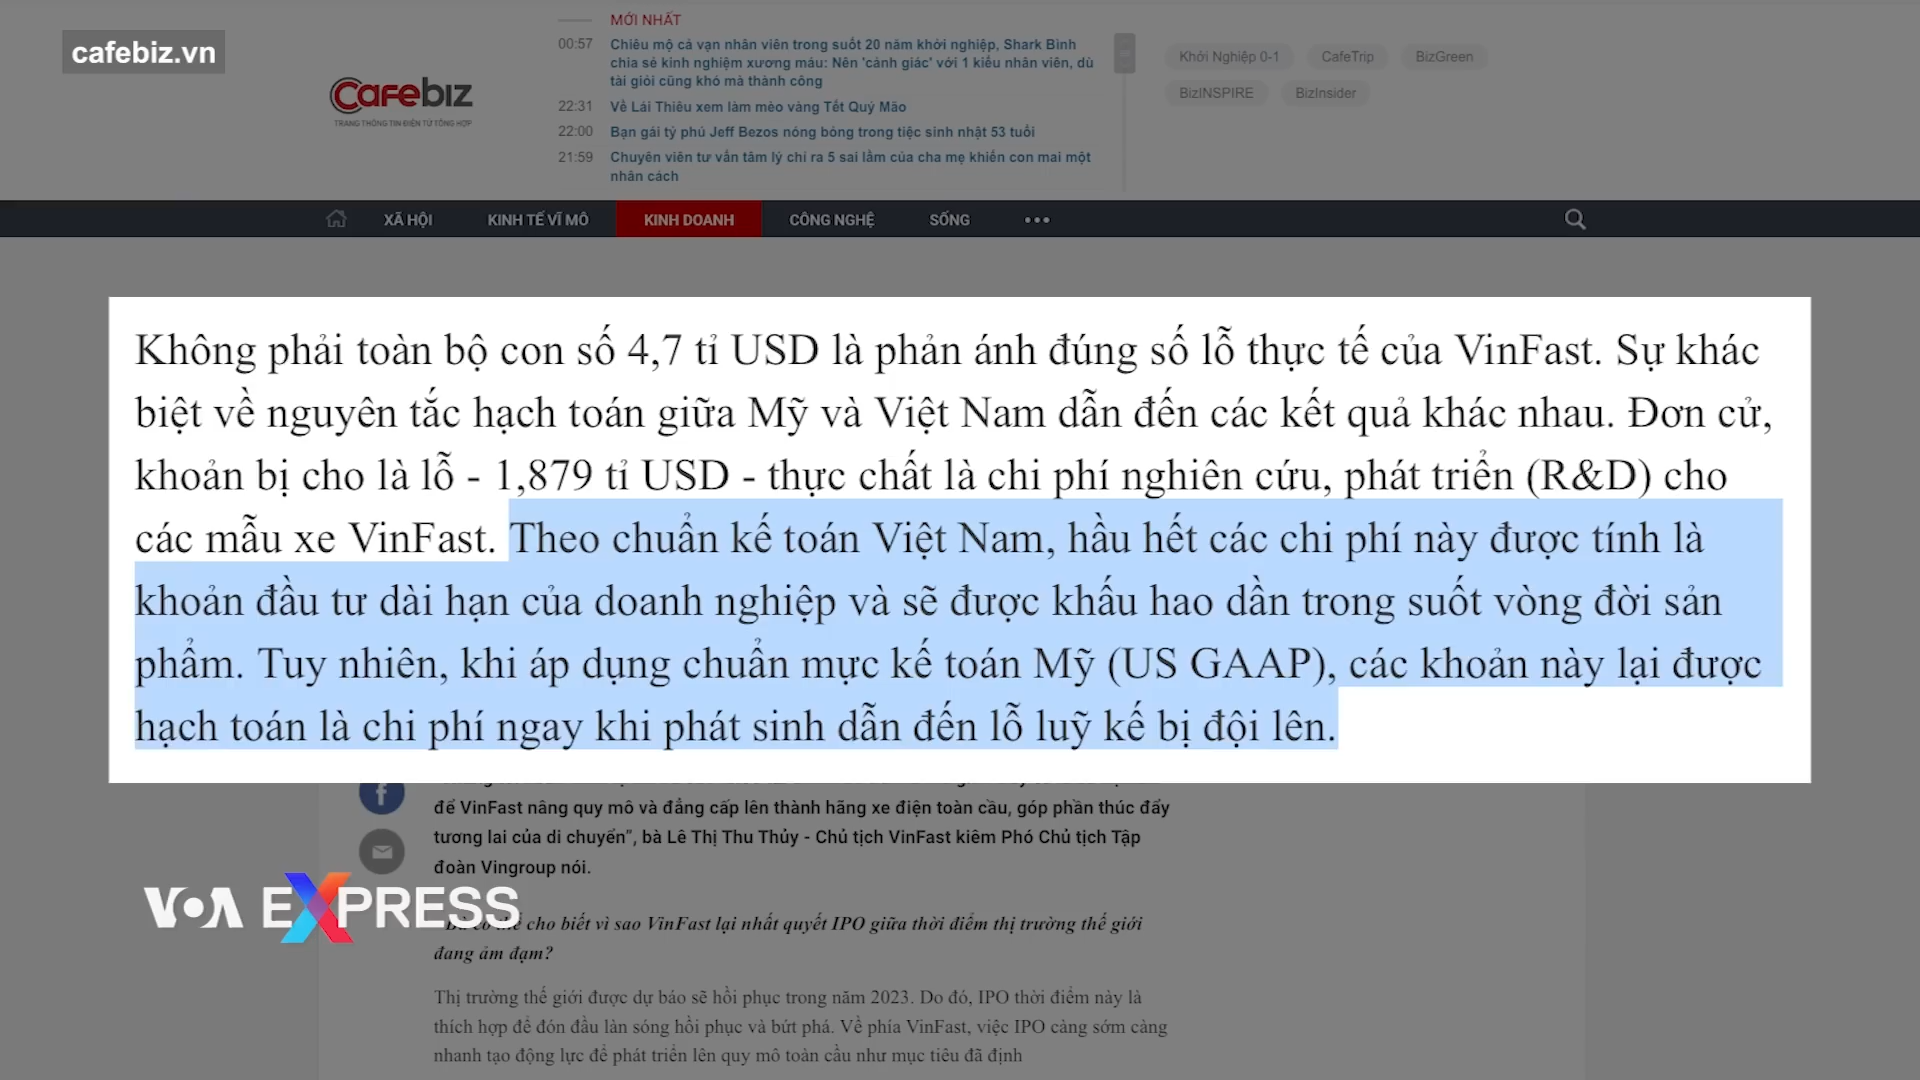 cafebiz.vn
MỚI NHẤT
00:57 Chiêu mộ cả vạn nhân viên trong suốt 20 năm khởi nghiệp, Shark Bình
chia sẻ kinh nghiệm xương máu: Nên 'cảnh giác' với 1 kiểu nhân viên, dù
tài giỏi cũng khó mà thành công
22:31 Về Lái Thiêu xem làm mèo vàng Tết Quý Mão
22:00 Bạn gái tỷ phú Jeff Bezos nóng bỏng trong tiệc sinh nhật 53 tuổi
21:59 Chuyên viên tư vấn tâm lý chỉ ra 5 sai lầm của cha mẹ khiến con mai một
nhân cách
Cafebiz
TRANG THÔNG TIN ĐIỆN TỬ TỔNG HỢP
Khởi Nghiệp 0-1 CafeTrip BizGreen
BizINSPIRE BizInsider
XÃ HỘI KINH TẾ VĨ MÔ KINH DOANH CÔNG NGHỆ SỐNG
Không phải toàn bộ con số 4,7 tỉ USD là phản ánh đúng số lỗ thực tế của VinFast. Sự khác
biệt về nguyên tắc hạch toán giữa Mỹ và Việt Nam dẫn đến các kết quả khác nhau. Đơn cử,
khoản bị cho là lỗ - 1,879 tỉ USD - thực chất là chi phí nghiên cứu, phát triển (R&D) cho
các mẫu xe VinFast. Theo chuẩn kế toán Việt Nam, hầu hết các chi phí này được tính là
khoản đầu tư dài hạn của doanh nghiệp và sẽ được khấu hao dần trong suốt vòng đời sản
phẩm. Tuy nhiên, khi áp dụng chuẩn mực kế toán Mỹ (US GAAP), các khoản này lại được
hạch toán là chi phí ngay khi phát sinh dẫn đến lỗ luỹ kế bị đội lên.
để VinFast nâng quy mô và đẳng cấp lên thành hãng xe điện toàn cầu, góp phần thúc đẩy
tương lai của di chuyển”, bà Lê Thị Thu Thủy - Chủ tịch VinFast kiêm Phó Chủ tịch Tập
đoàn Vingroup nói.
VOA EXPRESS
cho biết vì sao VinFast lại nhất quyết IPO giữa thời điểm thị trường thế giới
đang ảm đạm?
Thị trường thế giới được dự báo sẽ hồi phục trong năm 2023. Do đó, IPO thời điểm này là
thích hợp để đón đầu làn sóng hồi phục và bứt phá. Về phía VinFast, việc IPO càng sớm càng
nhanh tạo động lực để phát triển lên quy mô toàn cầu như mục tiêu đã định